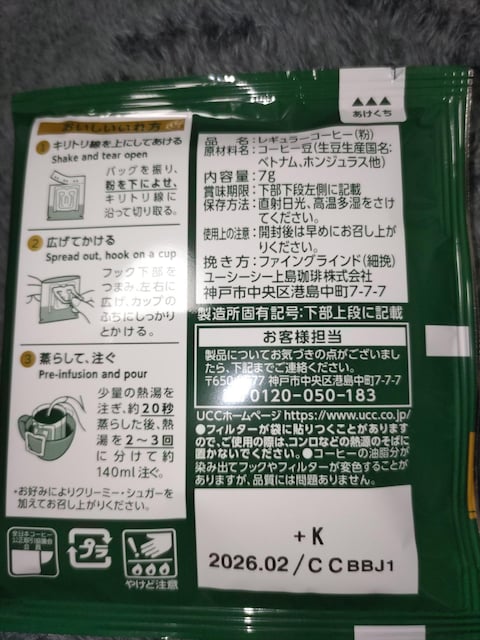 あけくち
おいしいいれ方
1 キリトリ線を上にしてあける
Shake and tear open
バッグを振り、
粉を下によせ、
キリトリ線に
沿って切り取る。
2 広げてかける
Spread out, hook on a cup
フック下部を
つまみ、左右に
広げ、カップの
ふちにしっかり
とかける。
3 蒸らして、注ぐ
Pre-infusion and pour
少量の熱湯を
注ぎ、約20秒
蒸らした後、熱
湯を2~3回
に分けて約
140ml注ぐ。
*お好みによりクリーミー・シュガーを
加えてお召し上がりください。
全日本コーヒー
公正取引協議会
会員
プラ
やけど注意
品名:レギュラーコーヒー(粉)
原材料名:コーヒー豆(生豆生産国名:
ベトナム、ホンジュラス他)
内容量:7g
賞味期限:下部下段左側に記載
保存方法:直射日光、高温多湿をさけ
てください。
使用上の注意:開封後は早めにお召し上が
りください。
挽き方:ファイングラインド(細挽)
ユーシーシー上島珈琲株式会社
神戸市中央区港島中町7-7-7
製造所固有記号:下部上段に記載
お客様担当
製品についてお気づきの点がございまし
たら、下記までご連絡ください。
神戸市中央区港島中町7-7-7
0120-050-183
UCCホームページ https://www.ucc.co.jp/
●フィルターが袋に貼りつくことがあります
ので、ご使用の際は、コンロなどの熱源のそばに
置かないでください。●コーヒーの油脂分が
染み出てフックやフィルターが変色することが
ありますが、品質には問題ありません。
+K
2026.02/CCBBJ1